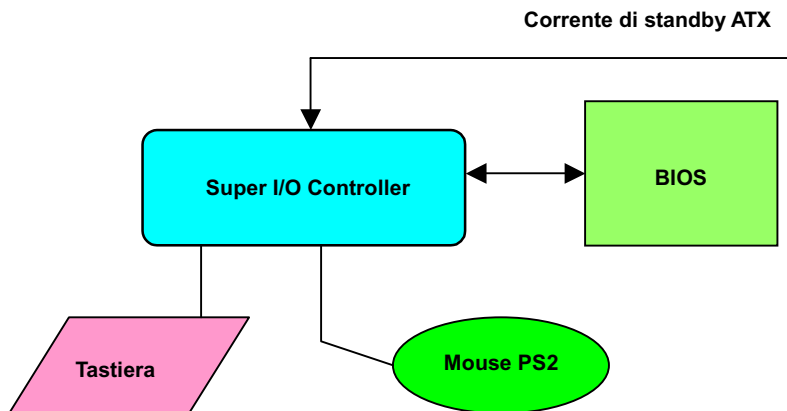 Corrente di standby ATX
Super I/O Controller
BIOS
Tastiera
Mouse PS2